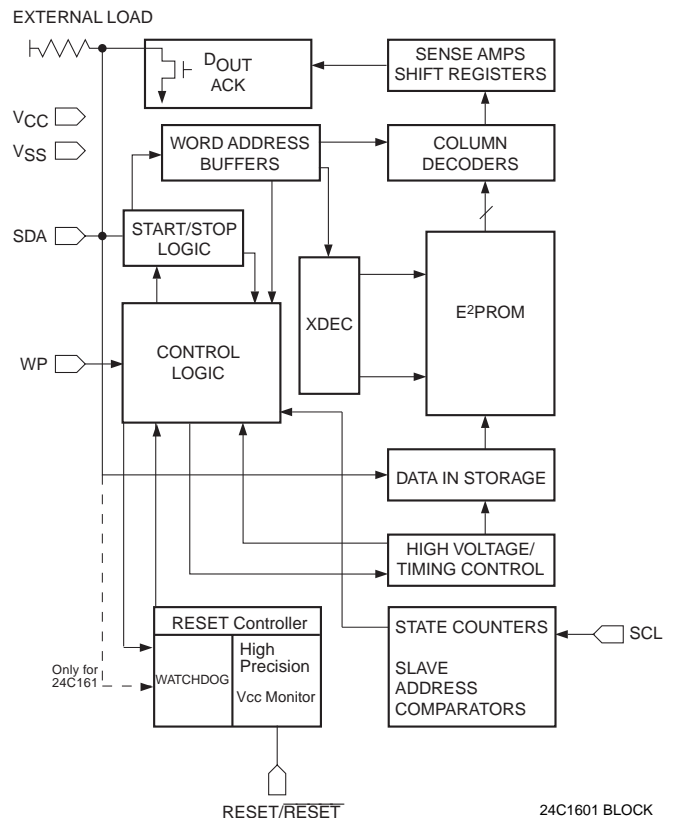 EXTERNAL LOAD
DOUT
ACK
SENSE AMPS
SHIFT REGISTERS
VCC
VSS
WORD ADDRESS
BUFFERS
COLUMN
DECODERS
SDA
START/STOP
LOGIC
XDEC
E2PROM
WP
CONTROL
LOGIC
DATA IN STORAGE
HIGH VOLTAGE/
TIMING CONTROL
RESET Controller
WATCHDOG
High
Precision
Vcc Monitor
Only for
24C161
STATE COUNTERS
SLAVE
ADDRESS
COMPARATORS
SCL
RESET/RESET
24C1601 BLOCK